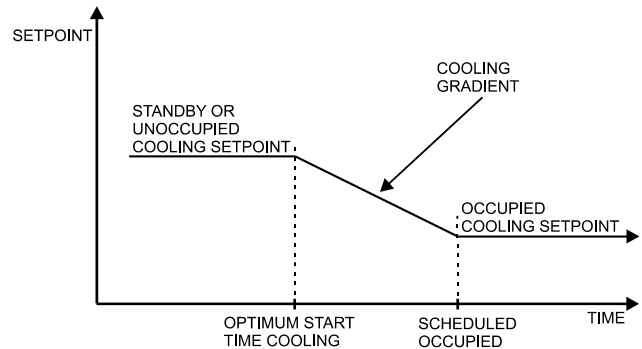 SETPOINT
COOLING
GRADIENT
STANDBY OR
UNOCCUPIED
COOLING SETPOINT
OCCUPIED
COOLING SETPOINT
TIME
OPTIMUM START
TIME COOLING
SCHEDULED
OCCUPIED